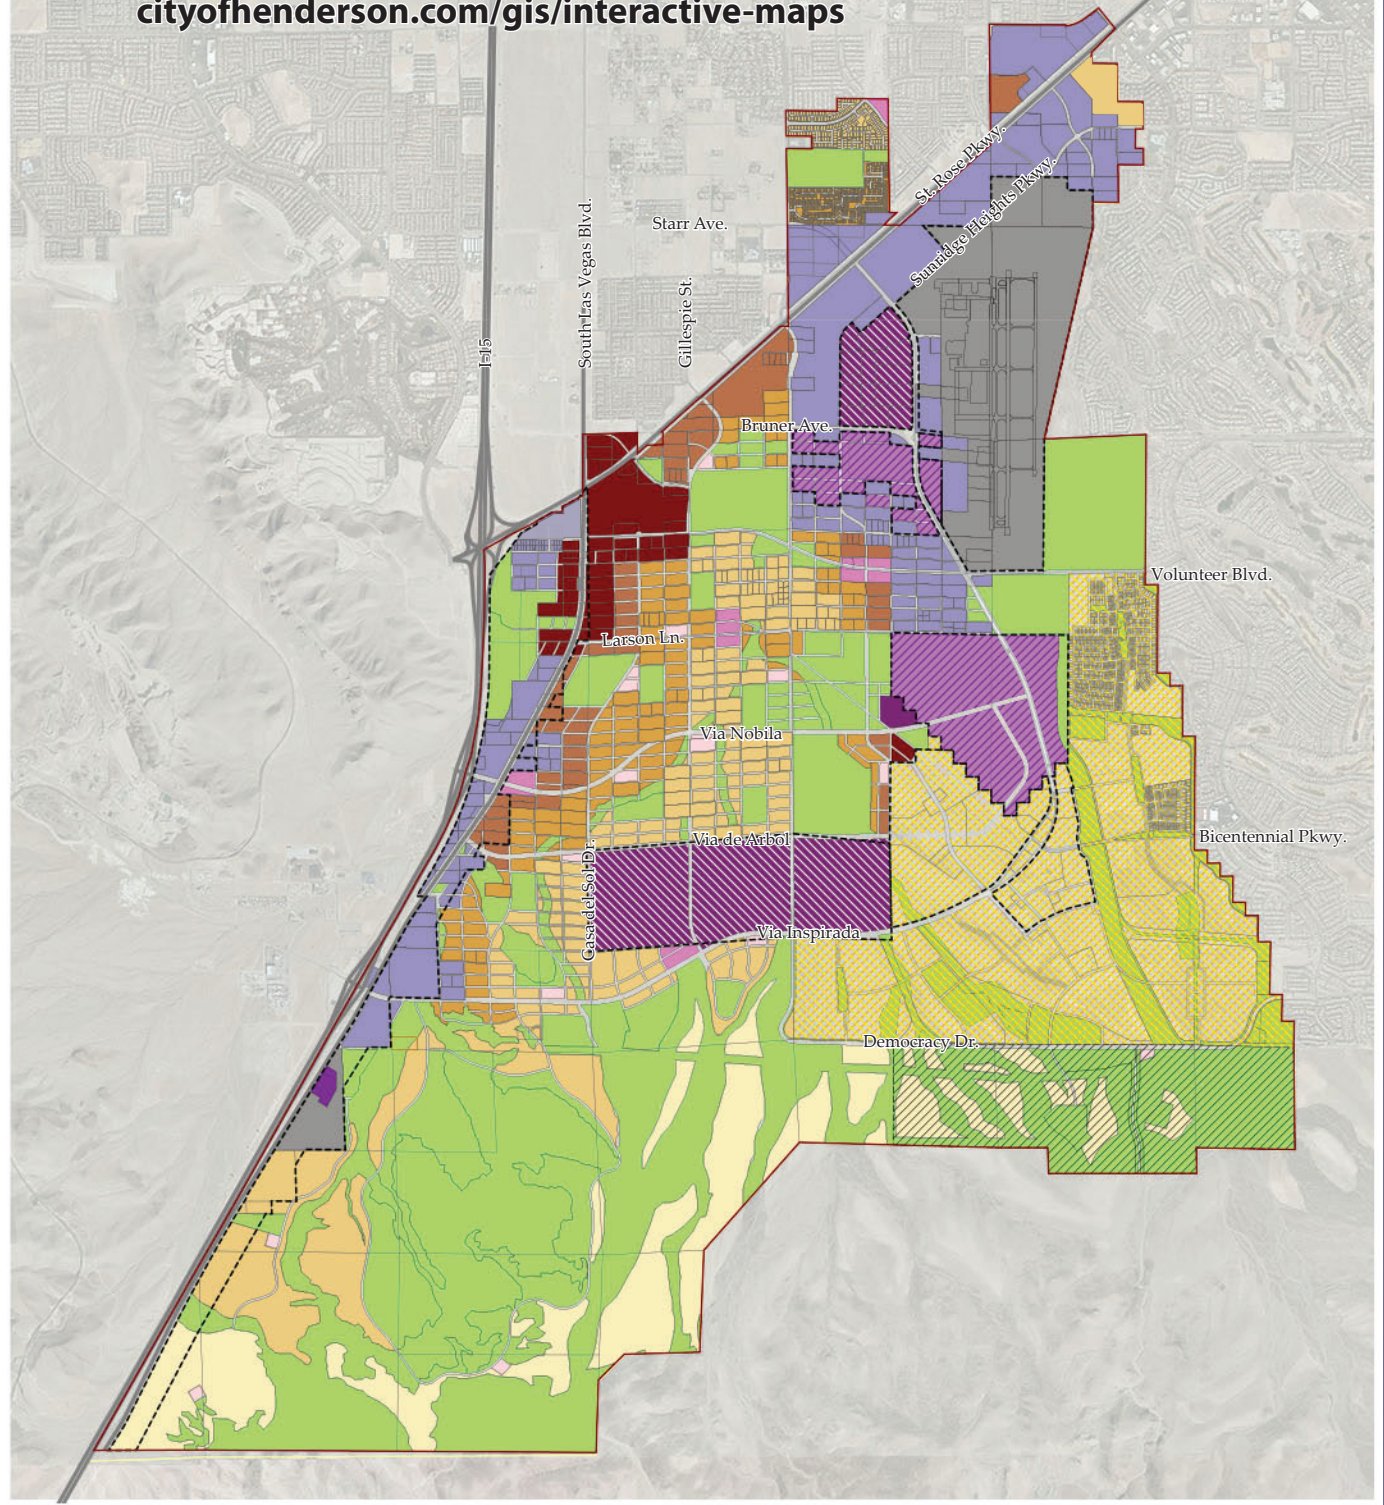 cityofhenderson.com/gis/interactive-maps
St. Rose Pkwy.
Sunridge Heights Pkwy.
Starr Ave.
South Las Vegas Blvd.
Gillespie St.
I-15
Bruner Ave.
Volunteer Blvd.
Larson Ln.
Via Nobila
Bicentennial Pkwy.
Via de Arbol
Casa del Sol Dr.
Via Inspirada
Democracy Dr.